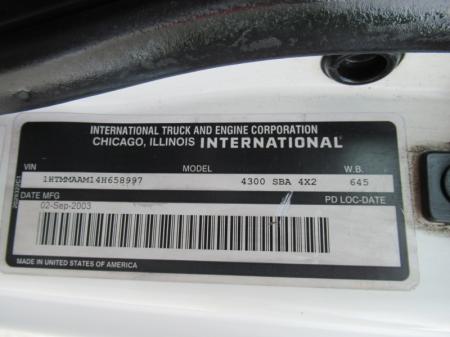 INTERNATIONAL TRUCK AND ENGINE CORPORATION
CHICAGO, ILLINOIS INTERNATIONAL
VIN MODEL W.B.
1HTMMAAM14H658997 4300 SBA 4X2 645
DATE MFG PD LOC-DATE
02-Sep-2003
MADE IN UNITED STATES OF AMERICA